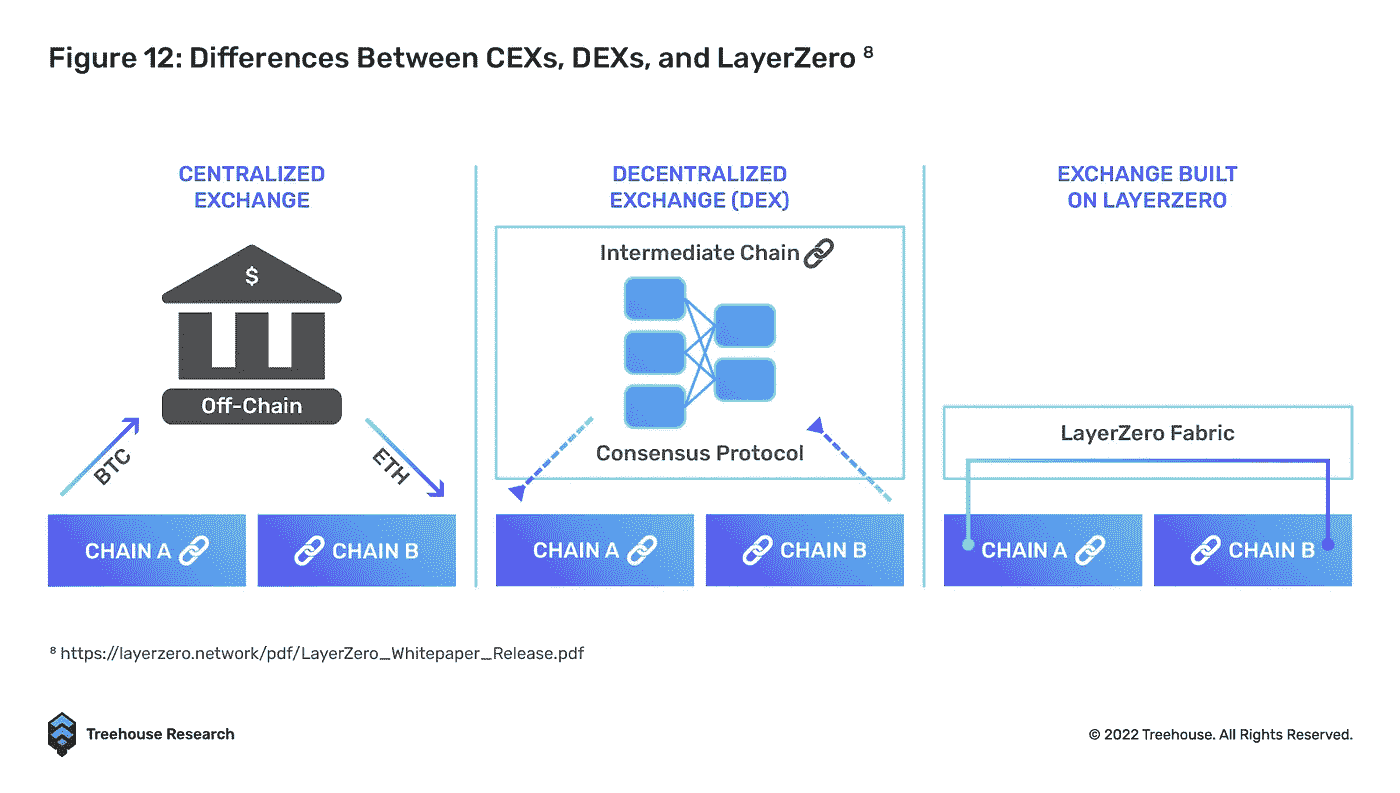 Figure 12: Differences Between CEXs, DEXs, and LayerZero ⁸
CENTRALIZED
EXCHANGE
$
Off-Chain
BTC
ETH
CHAIN A
CHAIN B
DECENTRALIZED
EXCHANGE (DEX)
Intermediate Chain
Consensus Protocol
CHAIN A
CHAIN B
EXCHANGE BUILT
ON LAYERZERO
LayerZero Fabric
CHAIN A
CHAIN B
⁸ https://layerzero.network/pdf/LayerZero_Whitepaper_Release.pdf
Treehouse Research
© 2022 Treehouse. All Rights Reserved.